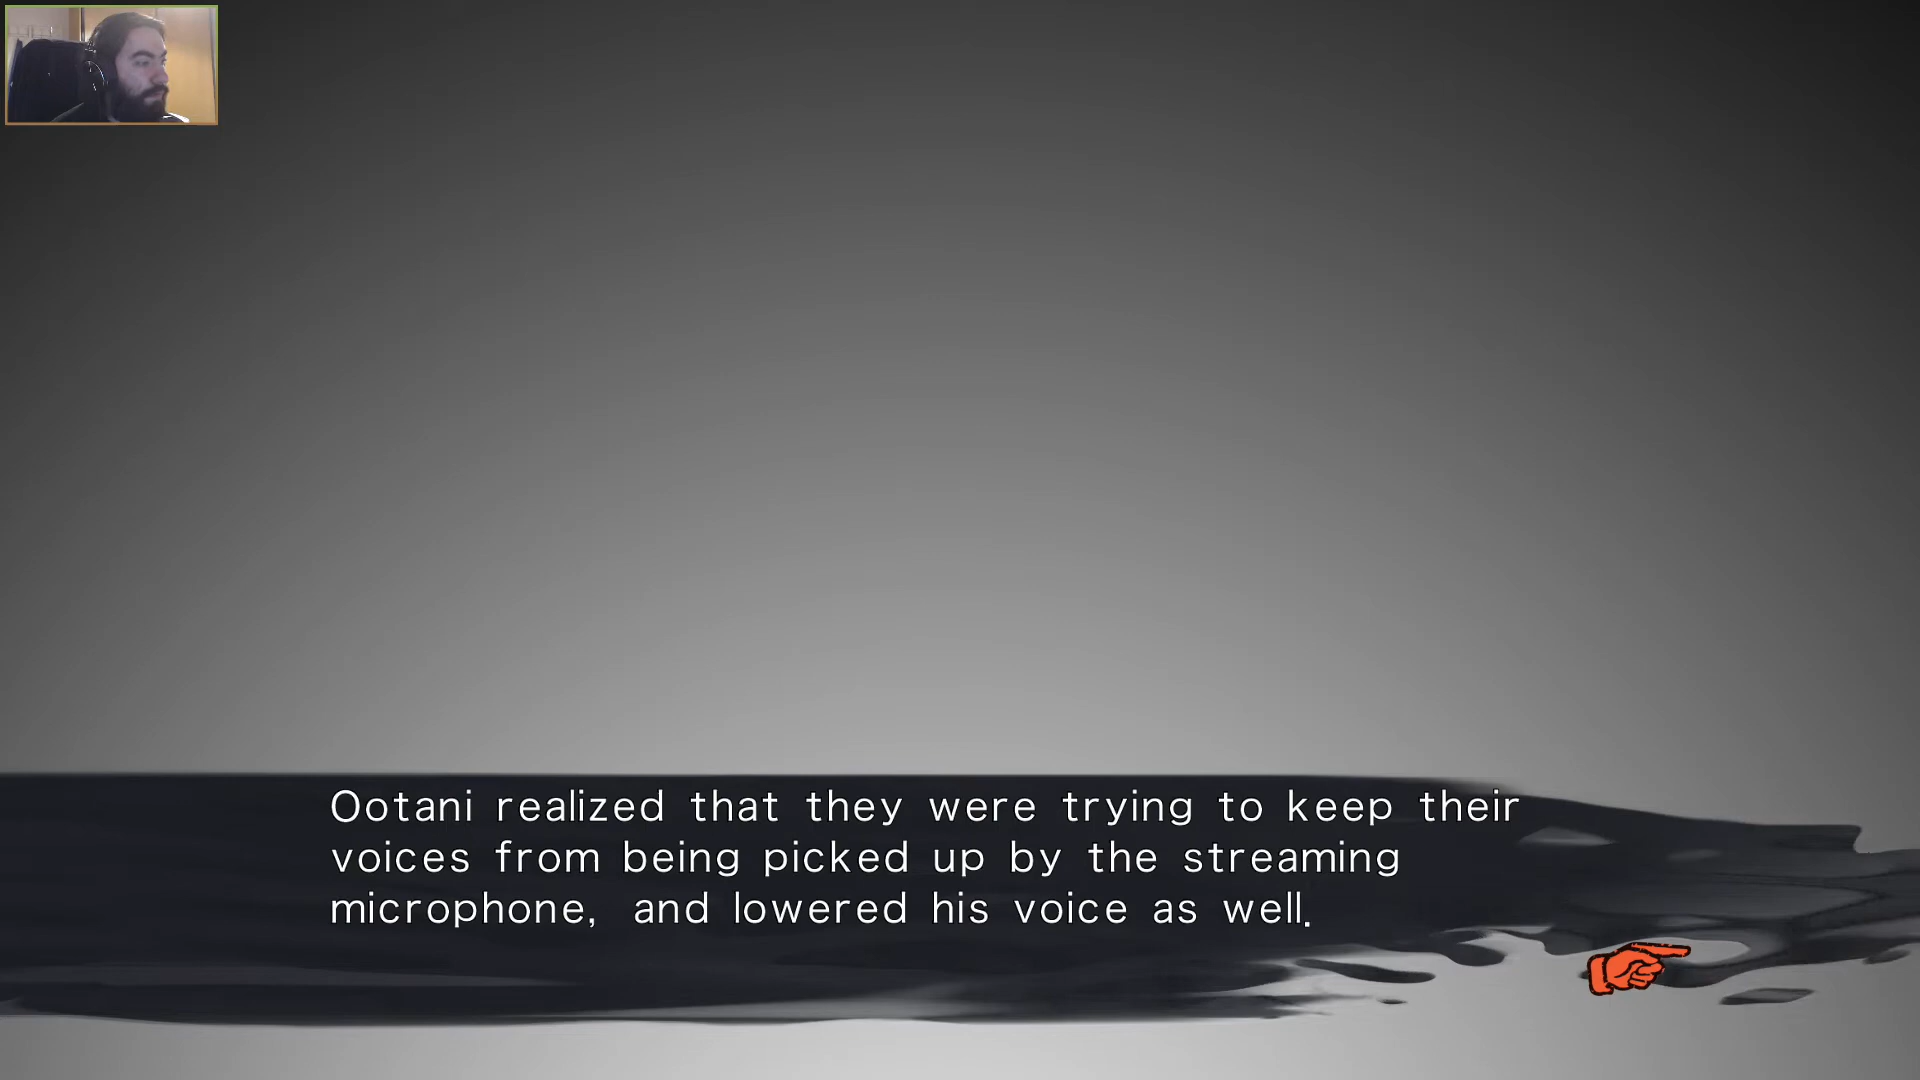 Ootani realized that they were trying to keep their
voices from being picked up by the streaming
microphone, and lowered his voice as well.